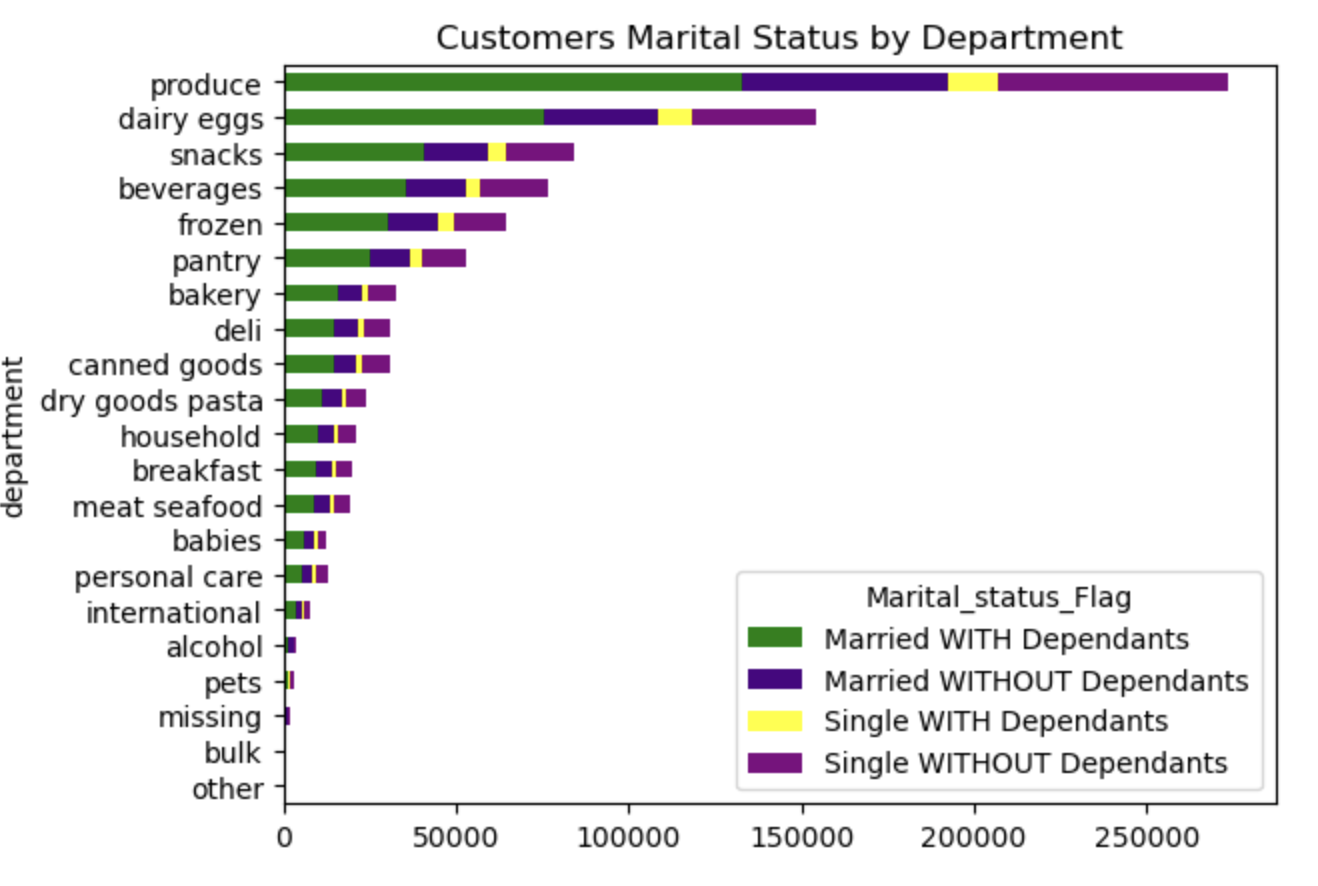 Customers Marital Status by Department
department
produce
dairy eggs
snacks
beverages
frozen
pantry
bakery
deli
canned goods
dry goods pasta
household
breakfast
meat seafood
babies
personal care
international
alcohol
pets
missing
bulk
other
Marital_status_Flag
Married WITH Dependants
Married WITHOUT Dependants
Single WITH Dependants
Single WITHOUT Dependants
0 50000 100000 150000 200000 250000